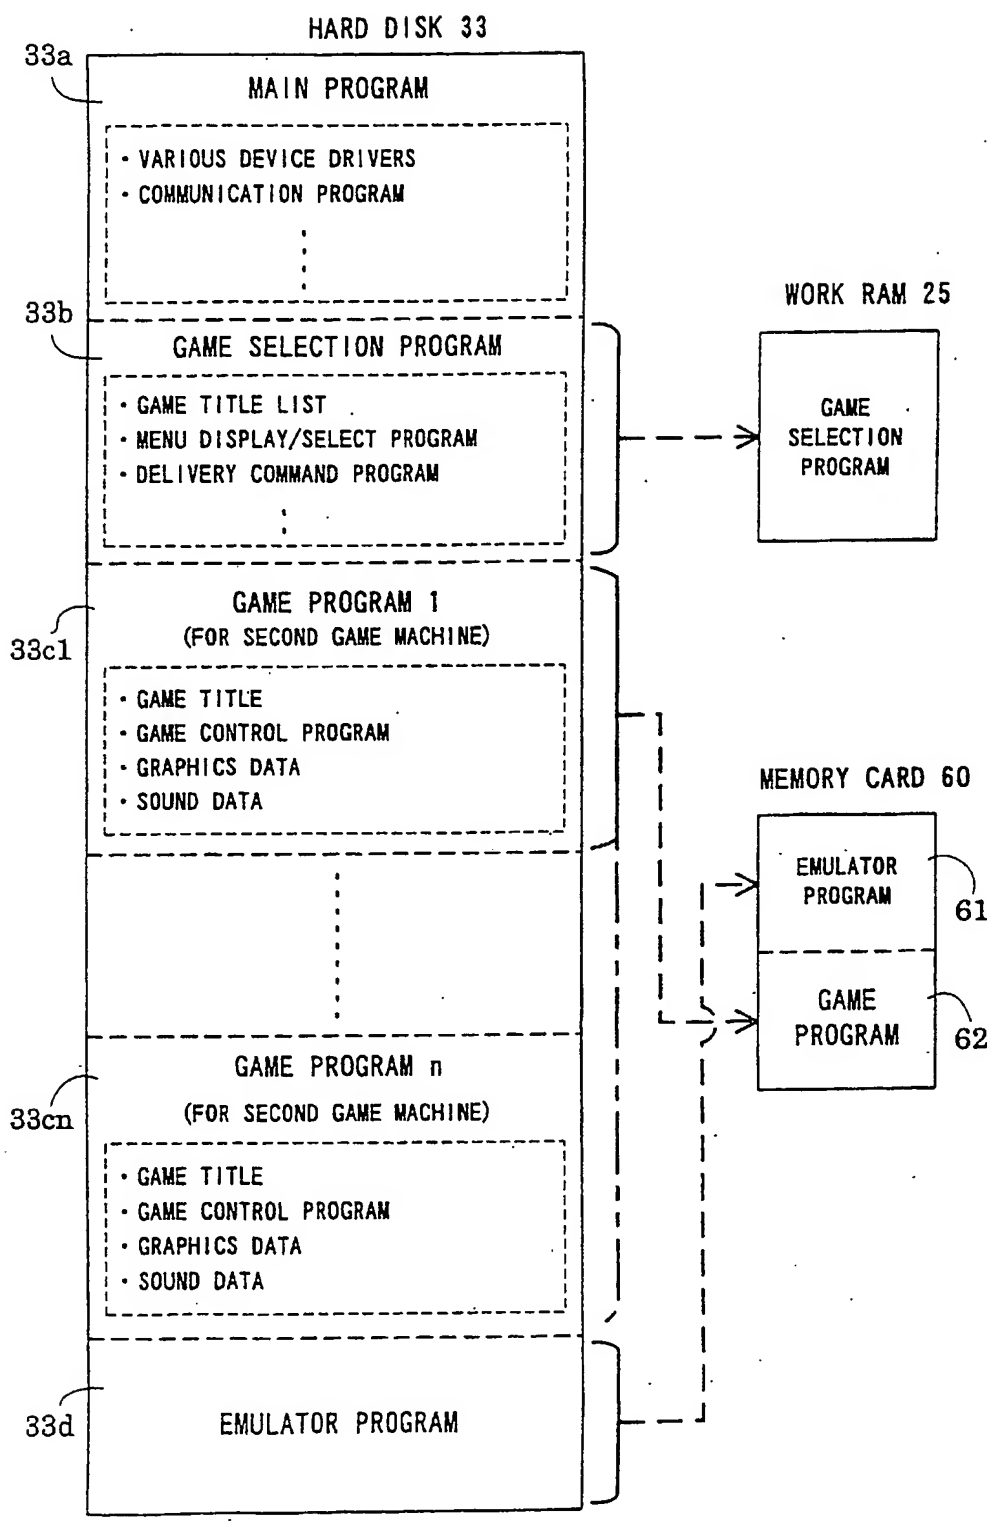 HARD DISK 33
33a
MAIN PROGRAM
· VARIOUS DEVICE DRIVERS
· COMMUNICATION PROGRAM
33b
GAME SELECTION PROGRAM
· GAME TITLE LIST
· MENU DISPLAY/SELECT PROGRAM
· DELIVERY COMMAND PROGRAM
WORK RAM 25
GAME
SELECTION
PROGRAM
33c1
GAME PROGRAM 1
(FOR SECOND GAME MACHINE)
· GAME TITLE
· GAME CONTROL PROGRAM
· GRAPHICS DATA
· SOUND DATA
MEMORY CARD 60
EMULATOR
PROGRAM
61
GAME
PROGRAM
62
33cn
GAME PROGRAM n
(FOR SECOND GAME MACHINE)
· GAME TITLE
· GAME CONTROL PROGRAM
· GRAPHICS DATA
· SOUND DATA
33d
EMULATOR PROGRAM